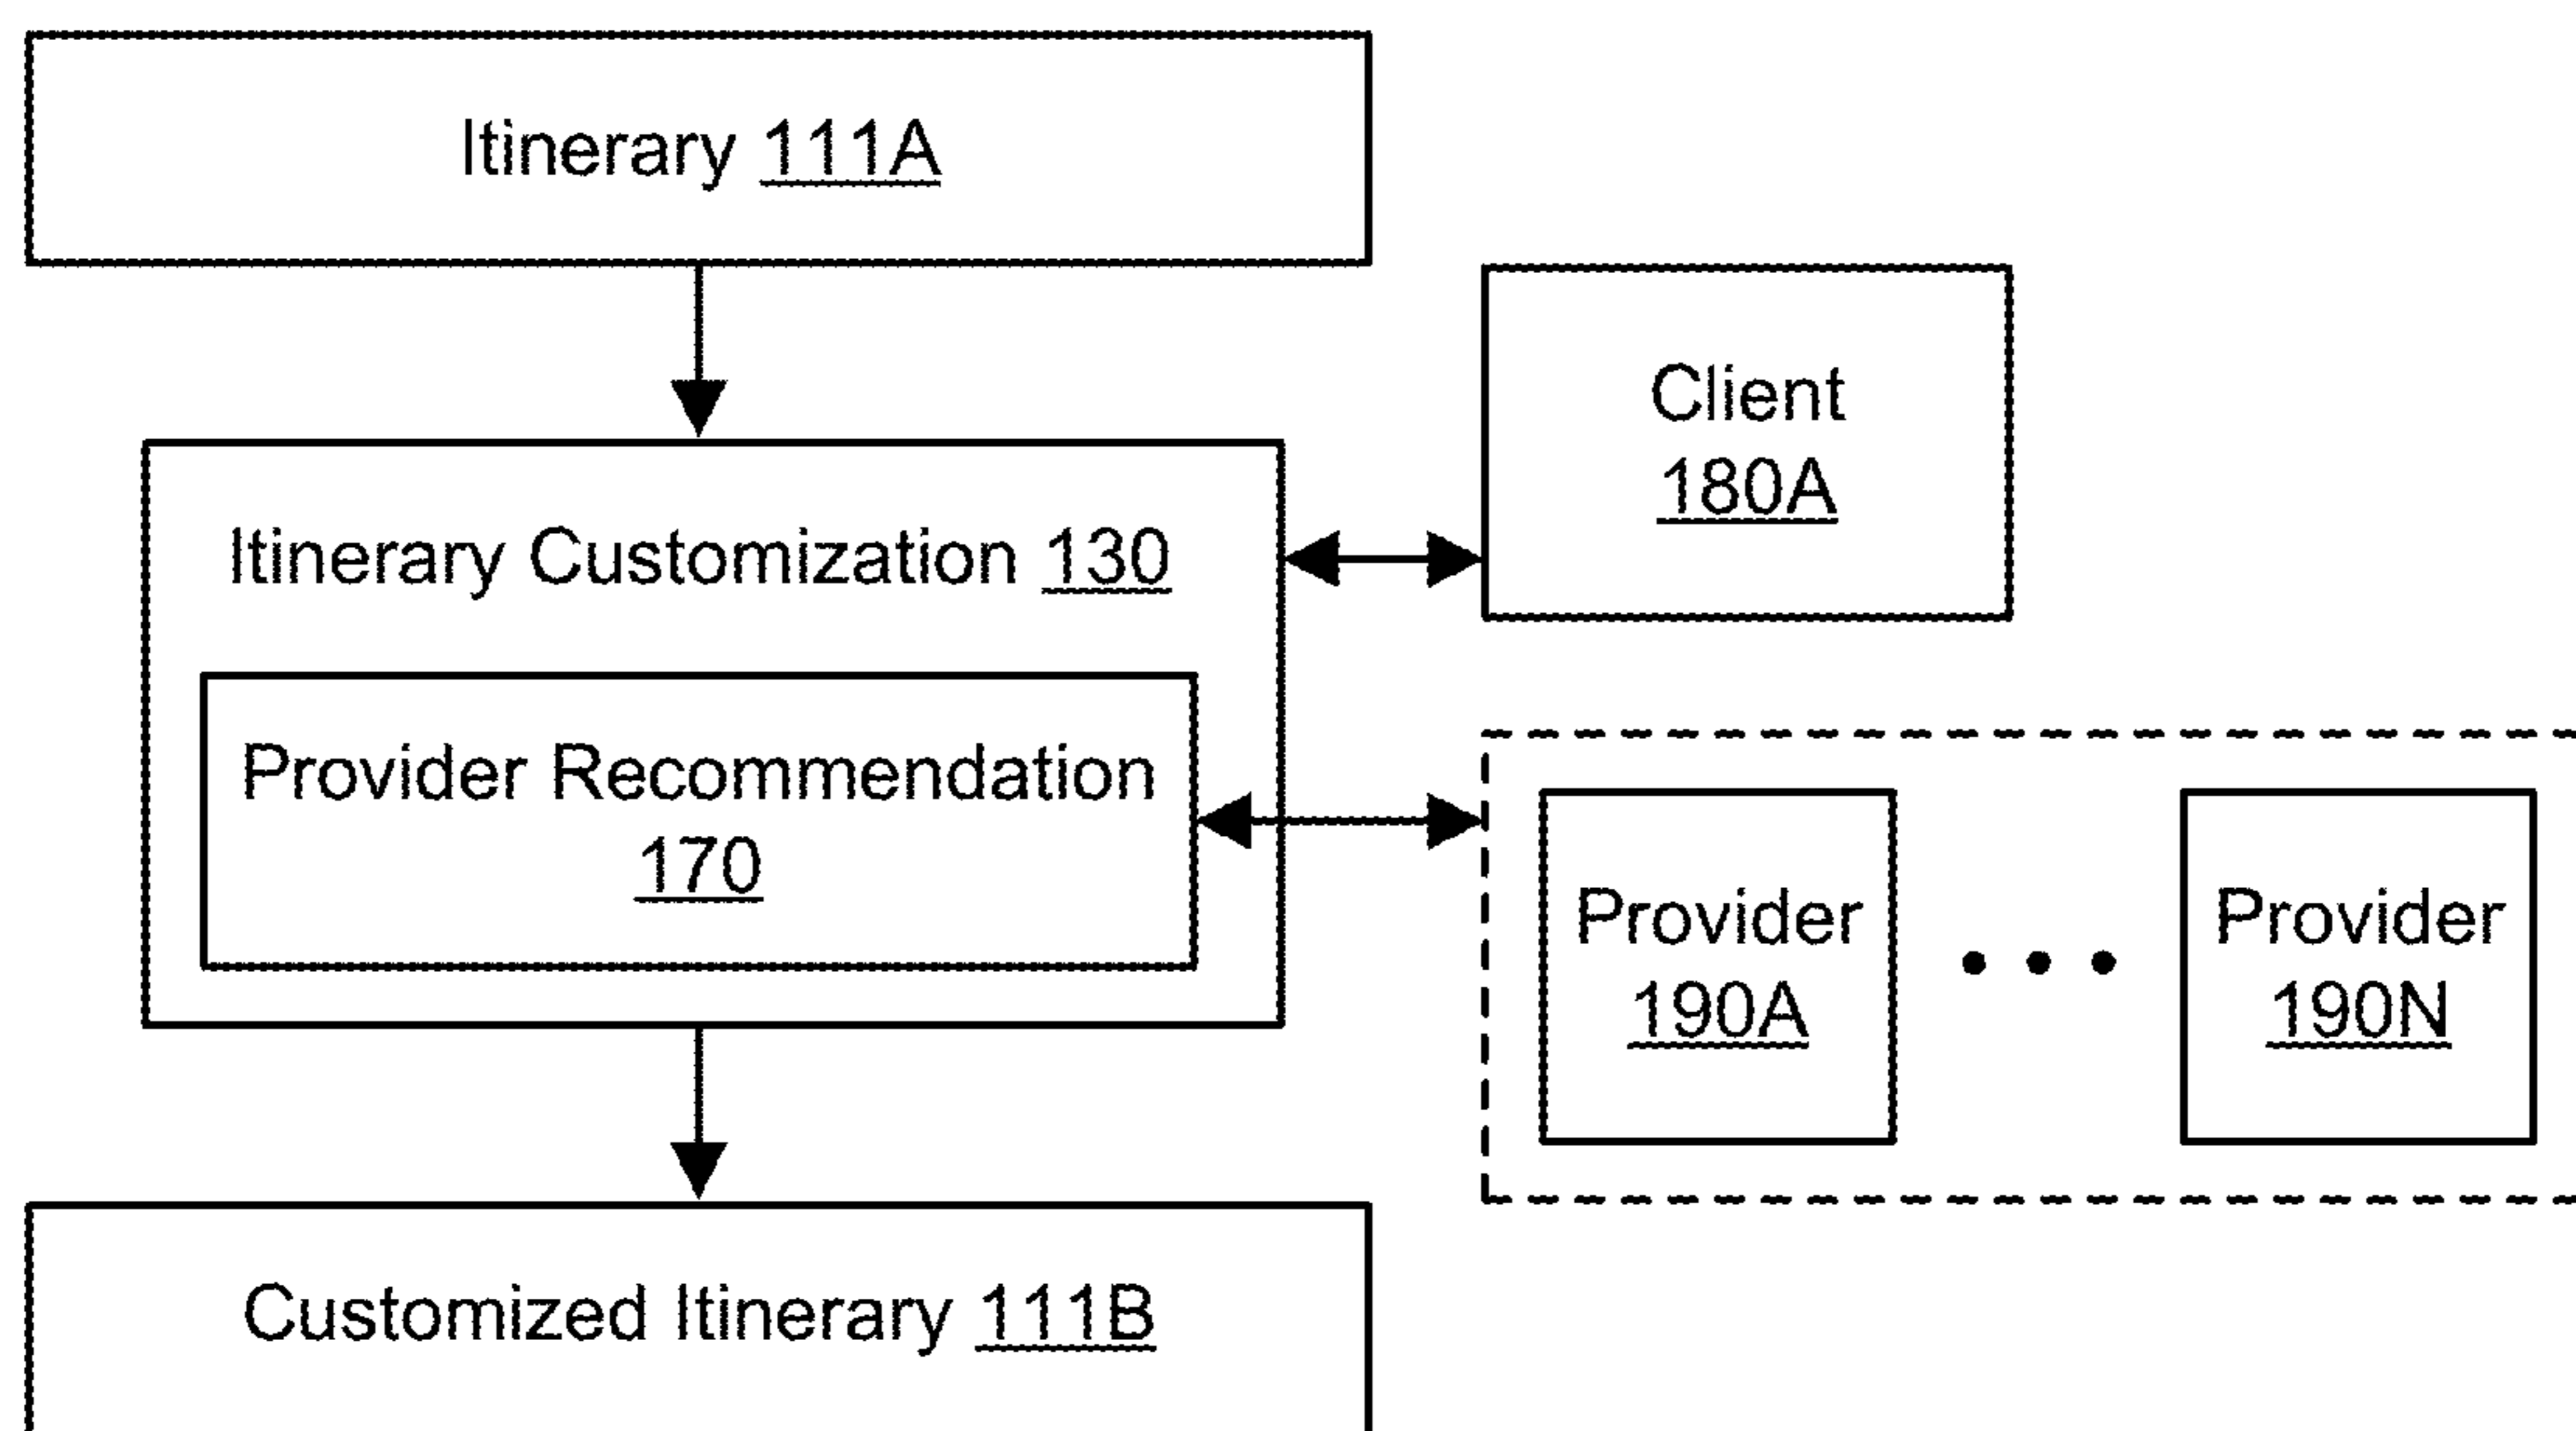 Itinerary 111A
Client
180A
Itinerary Customization 130
Provider Recommendation
170
Provider
190A
• • •
Provider
190N
Customized Itinerary 111B